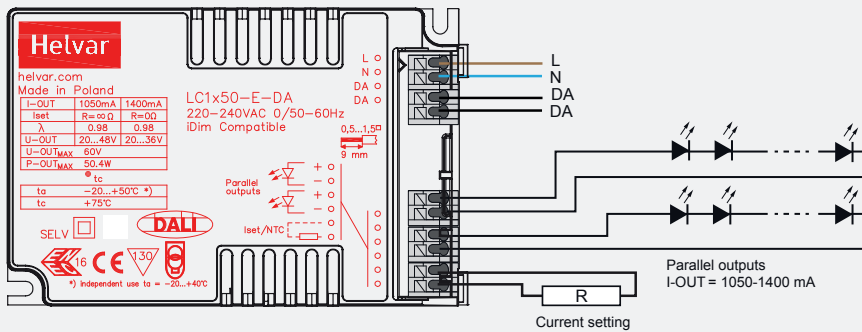 Helvar
helvar.com
Made in Poland
I-OUT 1050mA 1400mA
Iset R=∞Ω R=0Ω
λ 0.98 0.98
U-OUT 20...48V 20...36V
U-OUTMAX 60V
P-OUTMAX 50.4W
tc
ta -20...+50℃ *)
tc +75℃
SELV
DALI
16
CE
130
*) independent use ta = -20...+40℃
LC1x50-E-DA
220-240VAC 0/50-60Hz
iDim Compatible
0,5...1,5
9 mm
Parallel
outputs
+
-
+
-
Iset/NTC
L
N
DA
DA
L
N
DA
DA
Parallel outputs
I-OUT = 1050-1400 mA
R
Current setting